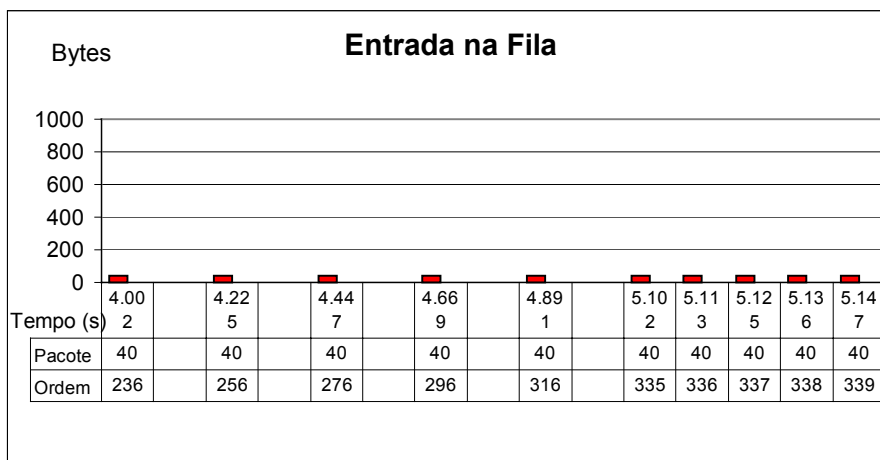 Bytes
Entrada na Fila
1000
800
600
400
200
0
4.00 4.22 4.44 4.66 4.89 5.10 5.11 5.12 5.13 5.14
Tempo (s) 2 5 7 9 1 2 3 5 6 7
Pacote 40 40 40 40 40 40 40 40 40 40
Ordem 236 256 276 296 316 335 336 337 338 339